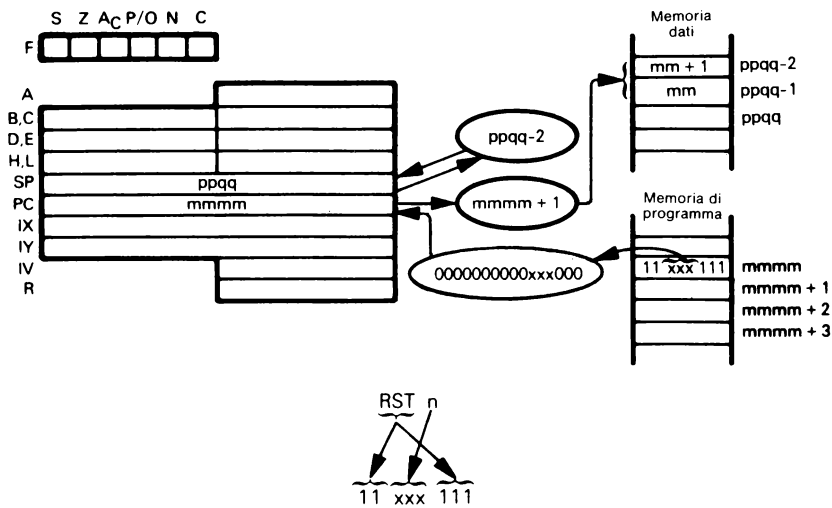 S Z AC P/O N C
F
A
B,C
D,E
H,L
SP ppqq
PC mmmm
IX
IY
IV
R
ppqq-2
mmmm + 1
0000000000xxx000
Memoria
dati
mm + 1 ppqq-2
mm ppqq-1
ppqq
Memoria di
programma
11 xxx 111 mmmm
mmmm + 1
mmmm + 2
mmmm + 3
RST n
11 xxx 111